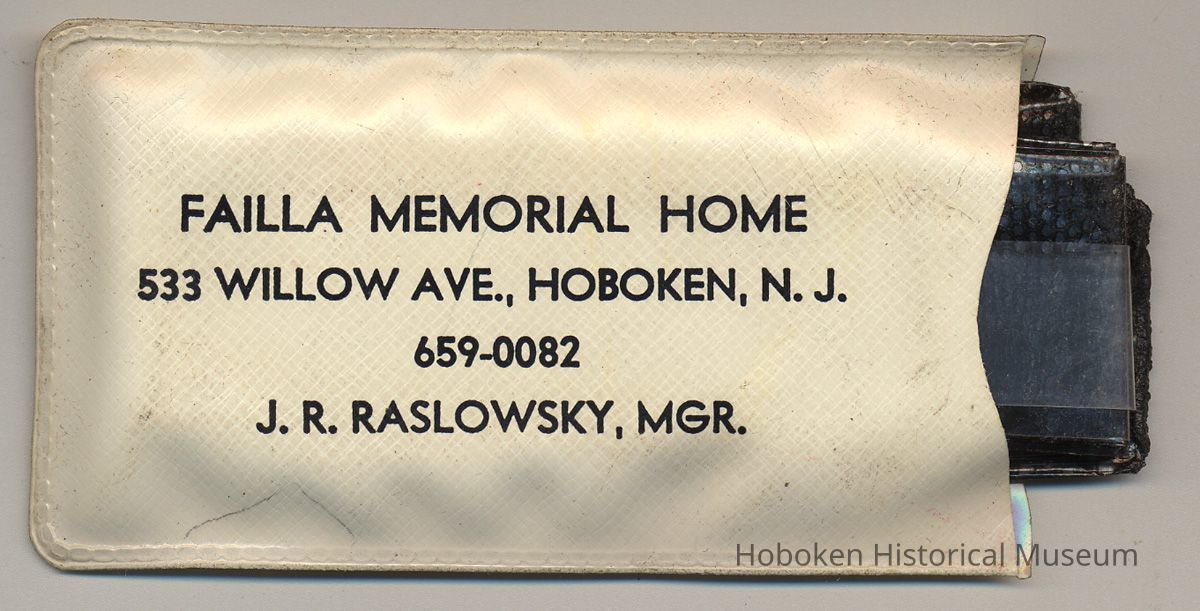 FAILLA MEMORIAL HOME
533 WILLOW AVE., HOBOKEN, N. J.
659-0082
J. R. RASLOWSKY, MGR.
Hoboken Historical Museum